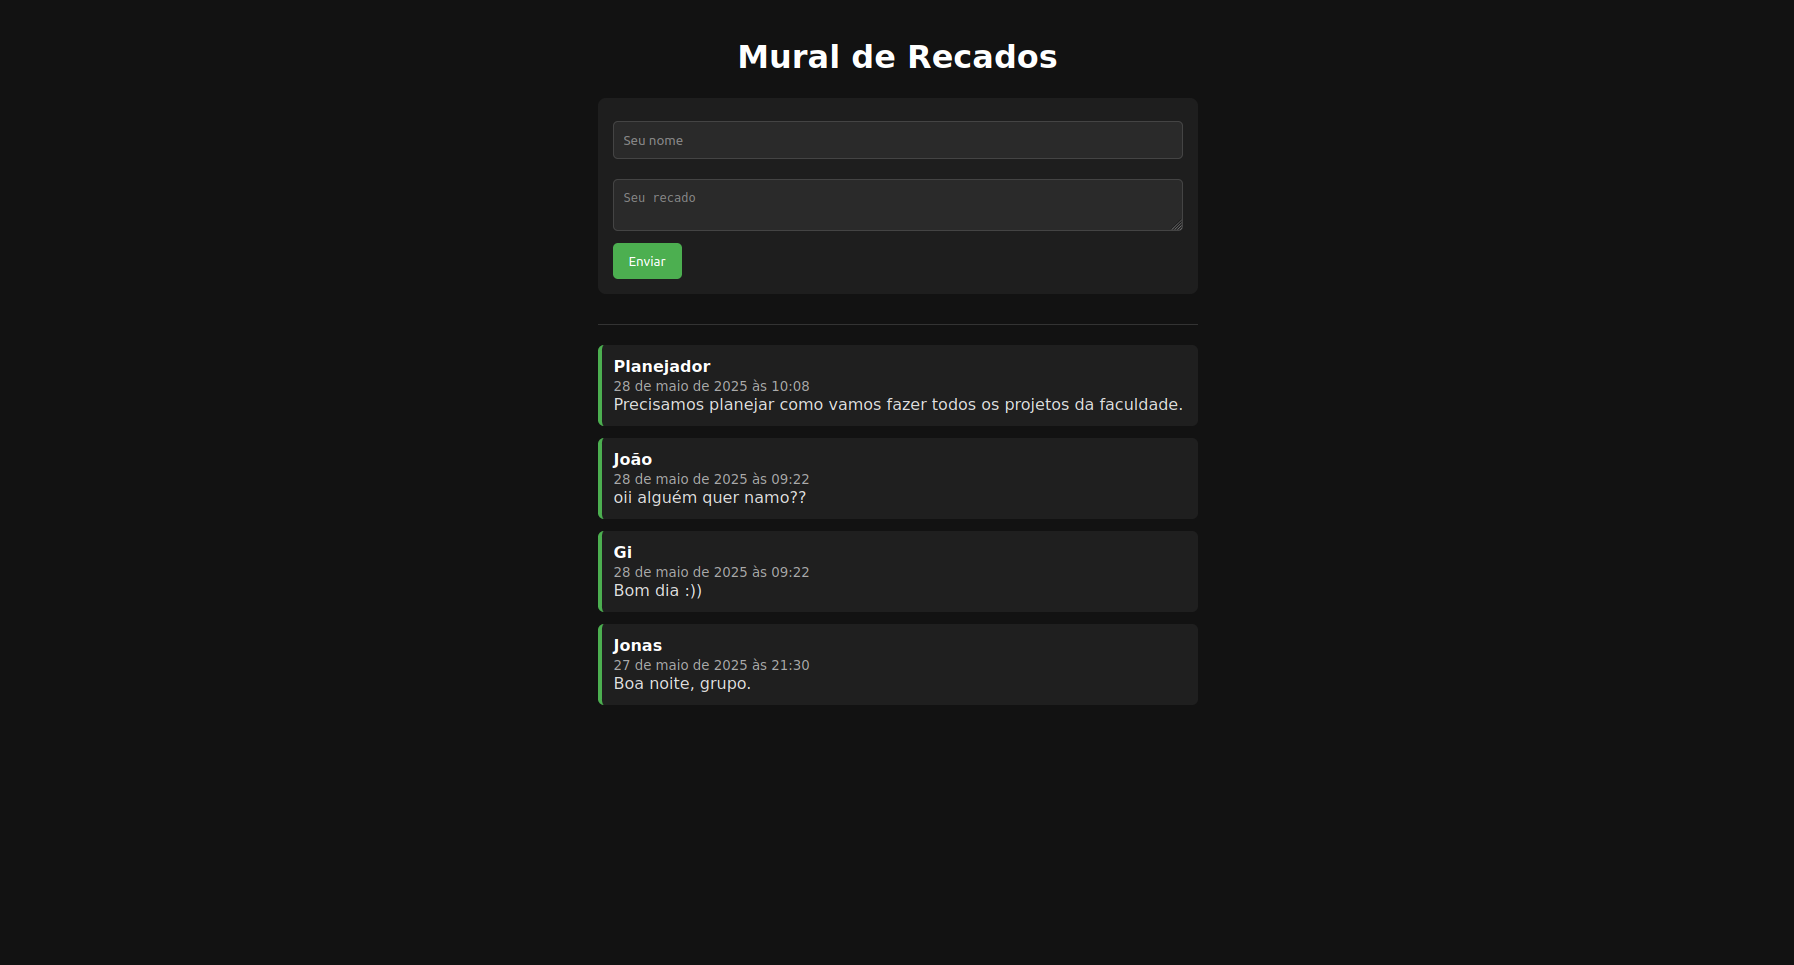 Mural de Recados
Seu nome
Seu recado
Enviar
Planejador
28 de maio de 2025 às 10:08
Precisamos planejar como vamos fazer todos os projetos da faculdade.
João
28 de maio de 2025 às 09:22
oii alguém quer namo??
Gi
28 de maio de 2025 às 09:22
Bom dia :))
Jonas
27 de maio de 2025 às 21:30
Boa noite, grupo.